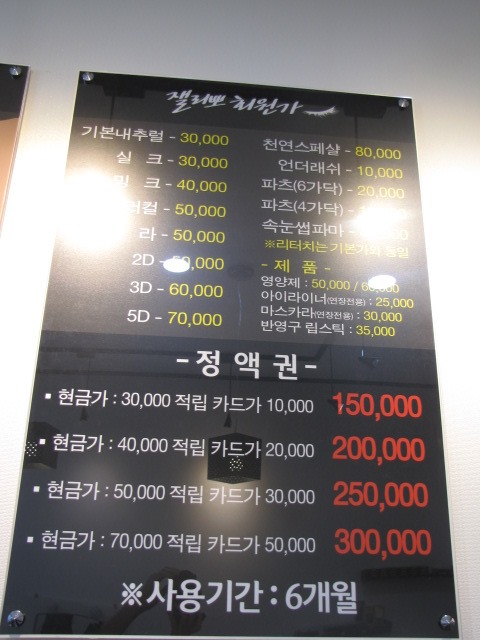 젤리뽀 회원가
기본내추럴 - 30,000
실 크 - 30,000
밍 크 - 40,000
컬 - 50,000
라 - 50,000
2D -
3D - 60,000
5D - 70,000
천연스페샬 - 80,000
언더래쉬 - 10,000
파츠(6가닥) - 20,000
파츠(4가닥) -
속눈썹파마 -
※리터치는 기본가와 동일
- 제 품 -
영양제 : 50,000 /
아이라이너(연장전용) : 25,000
마스카라(연장전용) : 30,000
반영구 립스틱 : 35,000
- 정 액 권 -
▪ 현금가 : 30,000 적립 카드가 10,000 150,000
▪ 현금가 : 40,000 적립 카드가 20,000 200,000
▪ 현금가 : 50,000 적립 카드가 30,000 250,000
▪ 현금가 : 70,000 적립 카드가 50,000 300,000
※사용기간 : 6개월